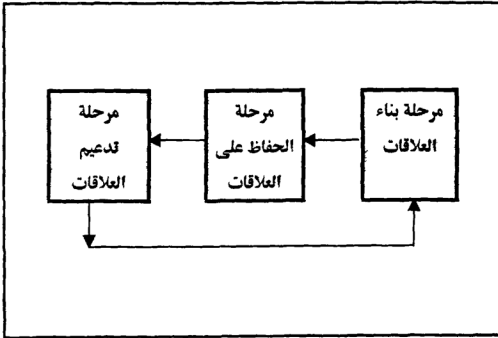 مرحلة بناء
العلاقات
مرحلة
الحفاظ على
العلاقات
مرحلة
تدعيم
العلاقات